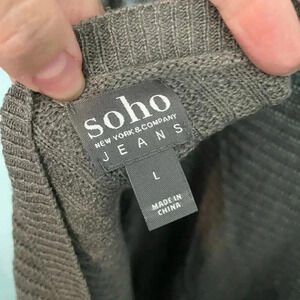 Soho
NEW YORK & COMPANY
JEANS
L
MADE IN
CHINA